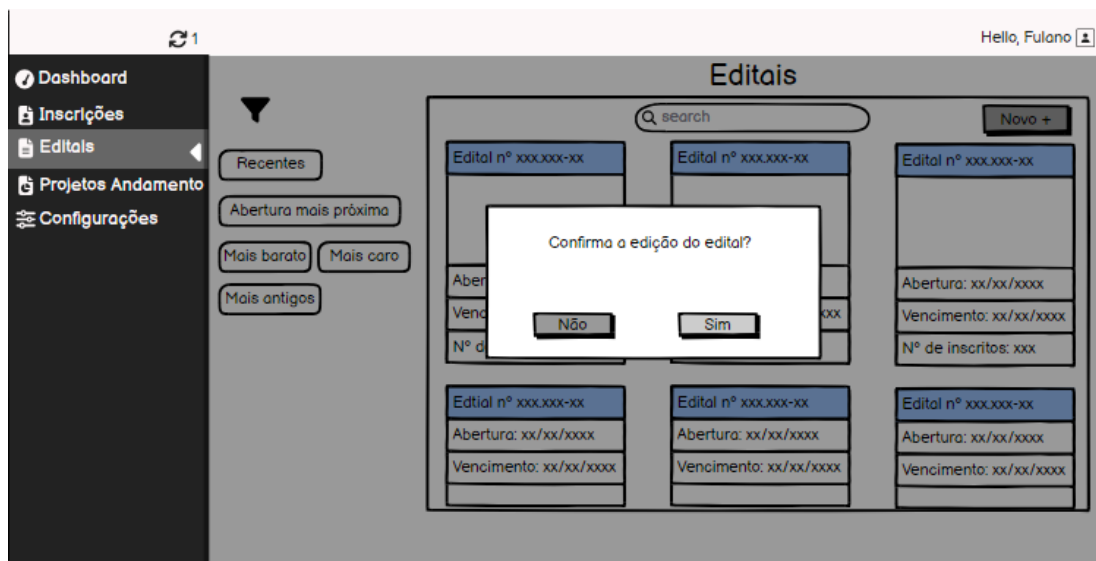 1
Hello, Fulano
Dashboard
Inscrições
Editais
Projetos Andamento
Configurações
Editais
search
Novo +
Recentes
Abertura mais próxima
Mais barato
Mais caro
Mais antigos
Edital nº xxx.xxx-xx
Edital nº xxx.xxx-xx
Edital nº xxx.xxx-xx
Confirma a edição do edital?
Não
Sim
Aber
Venc
Nº d
xxx
Abertura: xx/xx/xxxx
Vencimento: xx/xx/xxxx
Nº de inscritos: xxx
Edtial nº xxx.xxx-xx
Abertura: xx/xx/xxxx
Vencimento: xx/xx/xxxx
Edital nº xxx.xxx-xx
Abertura: xx/xx/xxxx
Vencimento: xx/xx/xxxx
Edital nº xxx.xxx-xx
Abertura: xx/xx/xxxx
Vencimento: xx/xx/xxxx